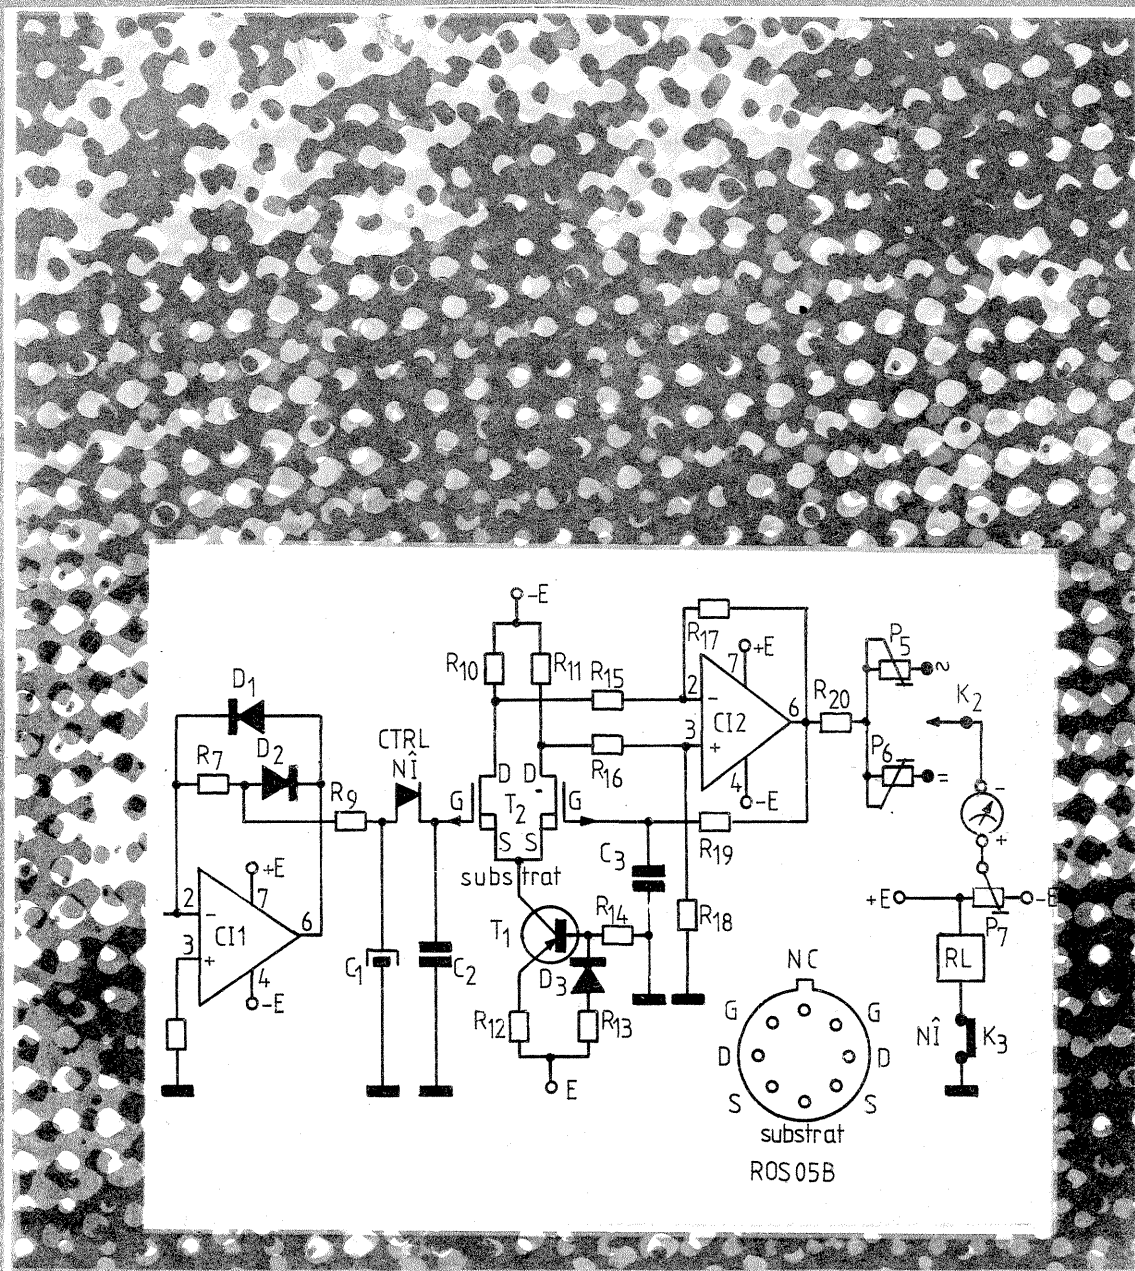 -E
R10
R11
R15
R17
+E
7
2
-
CI2
6
3
+
4
-E
R16
R20
P5
~
K2
P6
=
-
+
D1
D2
R7
R9
CTRL
NÎ
G
D D
T2
G
S S
substrat
R19
C3
R14
R18
T1
D3
R12
R13
E
2
-
+E
7
CI1
6
3
+
4
-E
C1
C2
NC
G
G
D
D
S
S
substrat
ROS05B
+E
-E
P7
RL
NÎ
K3